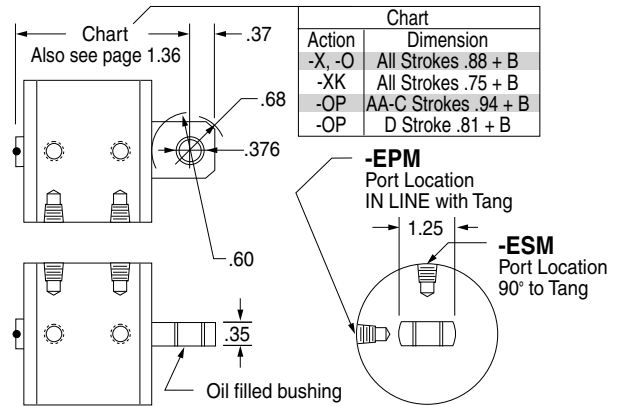 Chart
Also see page 1.36
.37
.68
.376
.60
Chart
Action Dimension
-X, -O All Strokes .88 + B
-XK All Strokes .75 + B
-OP AA-C Strokes .94 + B
-OP D Stroke .81 + B
-EPM
Port Location
IN LINE with Tang
1.25
-ESM
Port Location
90° to Tang
.35
Oil filled bushing